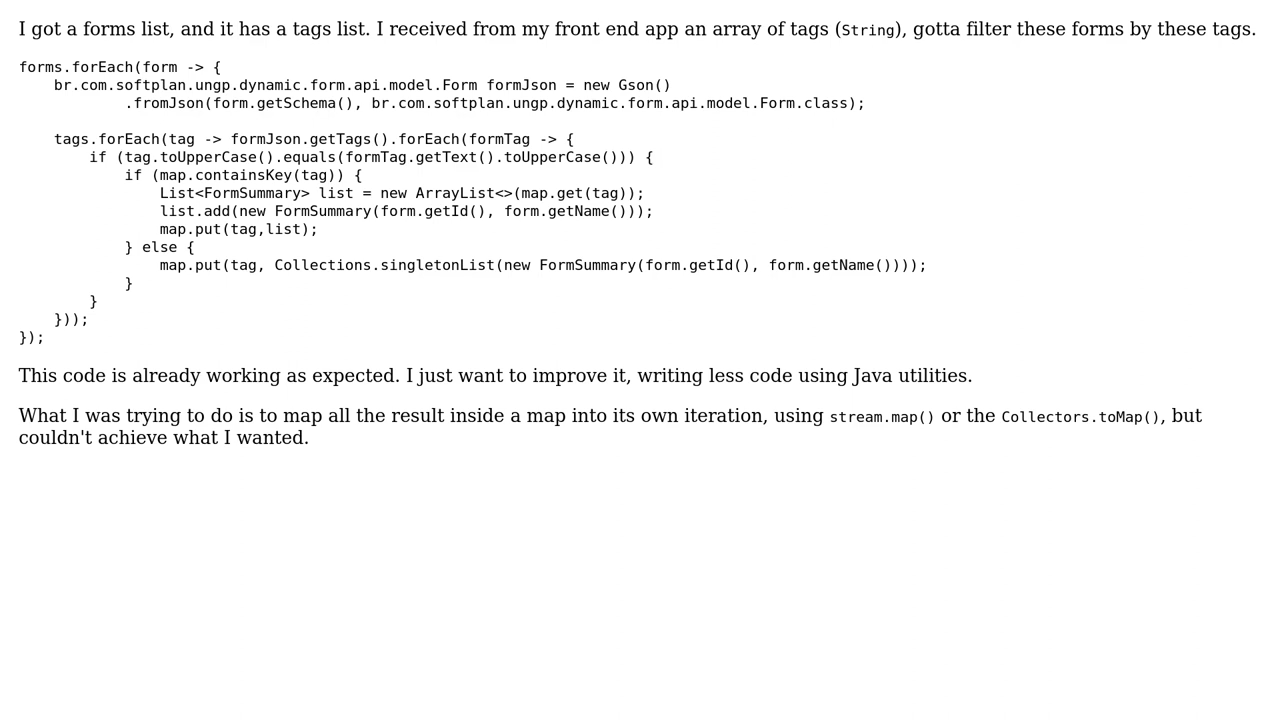 I got a forms list, and it has a tags list. I received from my front end app an array of tags (String), gotta filter these forms by these tags.
forms.forEach(form -> {
    br.com.softplan.ungp.dynamic.form.api.model.Form formJson = new Gson()
            .fromJson(form.getSchema(), br.com.softplan.ungp.dynamic.form.api.model.Form.class);

    tags.forEach(tag -> formJson.getTags().forEach(formTag -> {
        if (tag.toUpperCase().equals(formTag.getText().toUpperCase())) {
            if (map.containsKey(tag)) {
                List<FormSummary> list = new ArrayList<>(map.get(tag));
                list.add(new FormSummary(form.getId(), form.getName()));
                map.put(tag,list);
            } else {
                map.put(tag, Collections.singletonList(new FormSummary(form.getId(), form.getName())));
            }
        }
    }));
});
This code is already working as expected. I just want to improve it, writing less code using Java utilities.
What I was trying to do is to map all the result inside a map into its own iteration, using stream.map() or the Collectors.toMap(), but
couldn't achieve what I wanted.